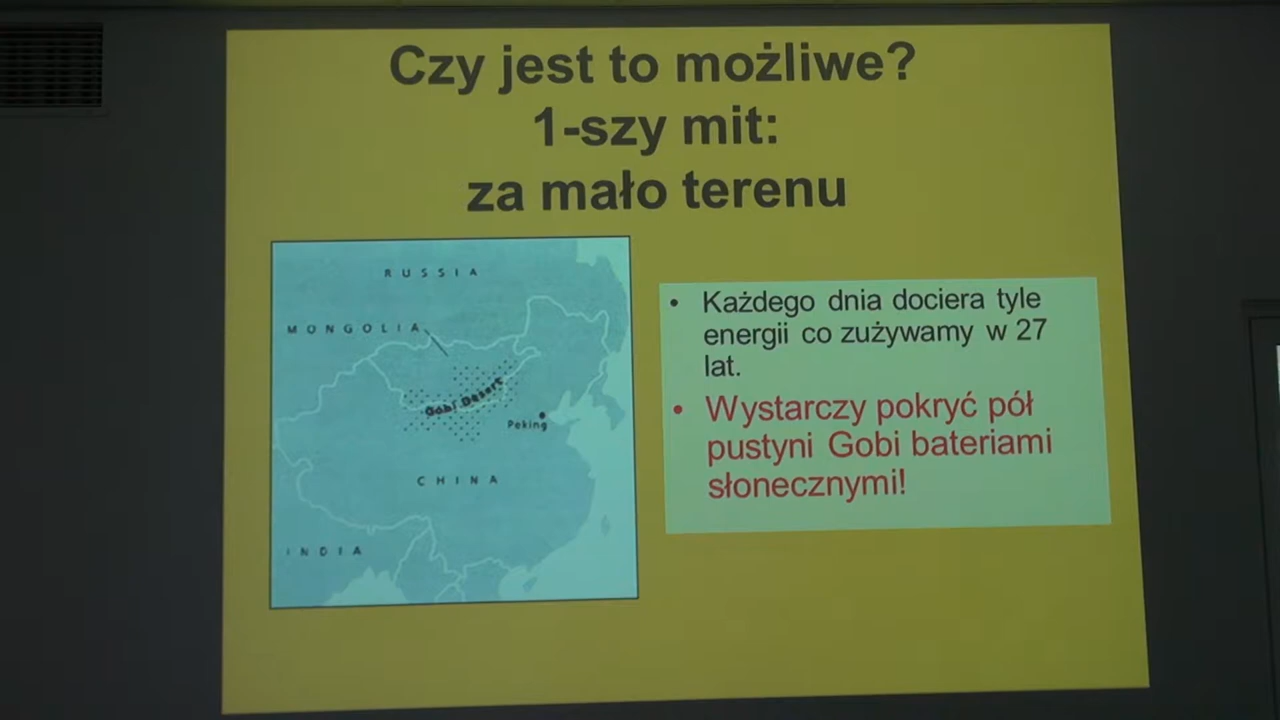 Czy jest to możliwe?
1-szy mit:
za mało terenu
RUSSIA
MONGOLIA
Gobi Desert
Peking
CHINA
INDIA
• Każdego dnia dociera tyle
energii co zużywamy w 27
lat.
• Wystarczy pokryć pół
pustyni Gobi bateriami
słonecznymi!